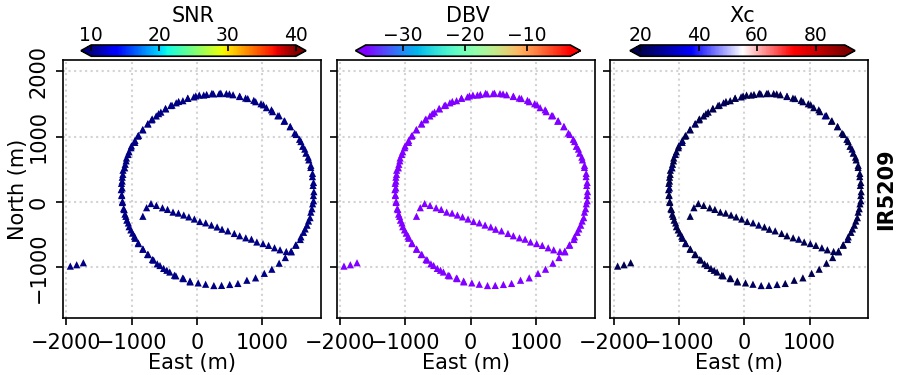 SNR DBV Xc
10 20 30 40 −30 −20 −10 20 40 60 80
2000
1000
0
−1000
North (m)
−2000 −1000 0 1000 −2000 −1000 0 1000 −2000 −1000 0 1000
East (m) East (m) East (m)
IR5209